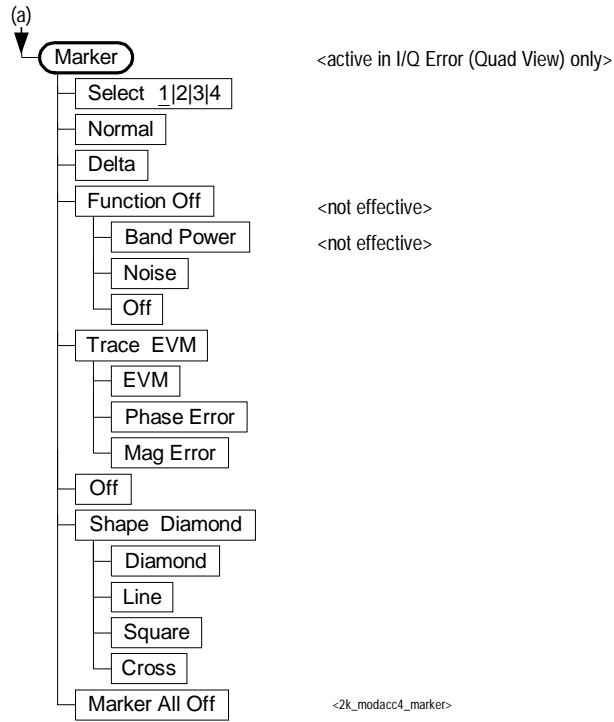 (a)
Marker <active in I/Q Error (Quad View) only>
Select 1|2|3|4
Normal
Delta
Function Off <not effective>
Band Power <not effective>
Noise
Off
Trace EVM
EVM
Phase Error
Mag Error
Off
Shape Diamond
Diamond
Line
Square
Cross
Marker All Off <2k_modacc4_marker>